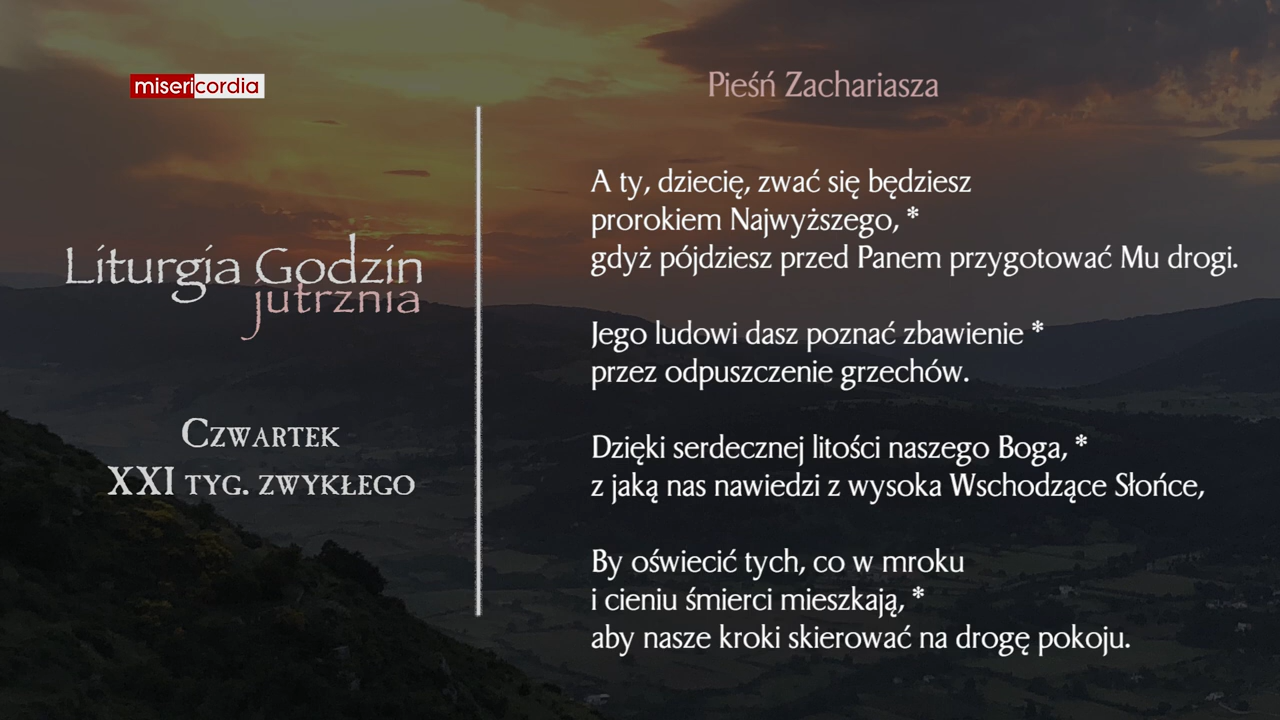 misericordia
Liturgia Godzin
jutrznia
Czwartek
XXI tyg. zwykłego
Pieśń Zachariasza
A ty, dziecię, zwać się będziesz
prorokiem Najwyższego, *
gdyż pójdziesz przed Panem przygotować Mu drogi.
Jego ludowi dasz poznać zbawienie *
przez odpuszczenie grzechów.
Dzięki serdecznej litości naszego Boga, *
z jaką nas nawiedzi z wysoka Wschodzące Słońce,
By oświecić tych, co w mroku
i cieniu śmierci mieszkają, *
aby nasze kroki skierować na drogę pokoju.